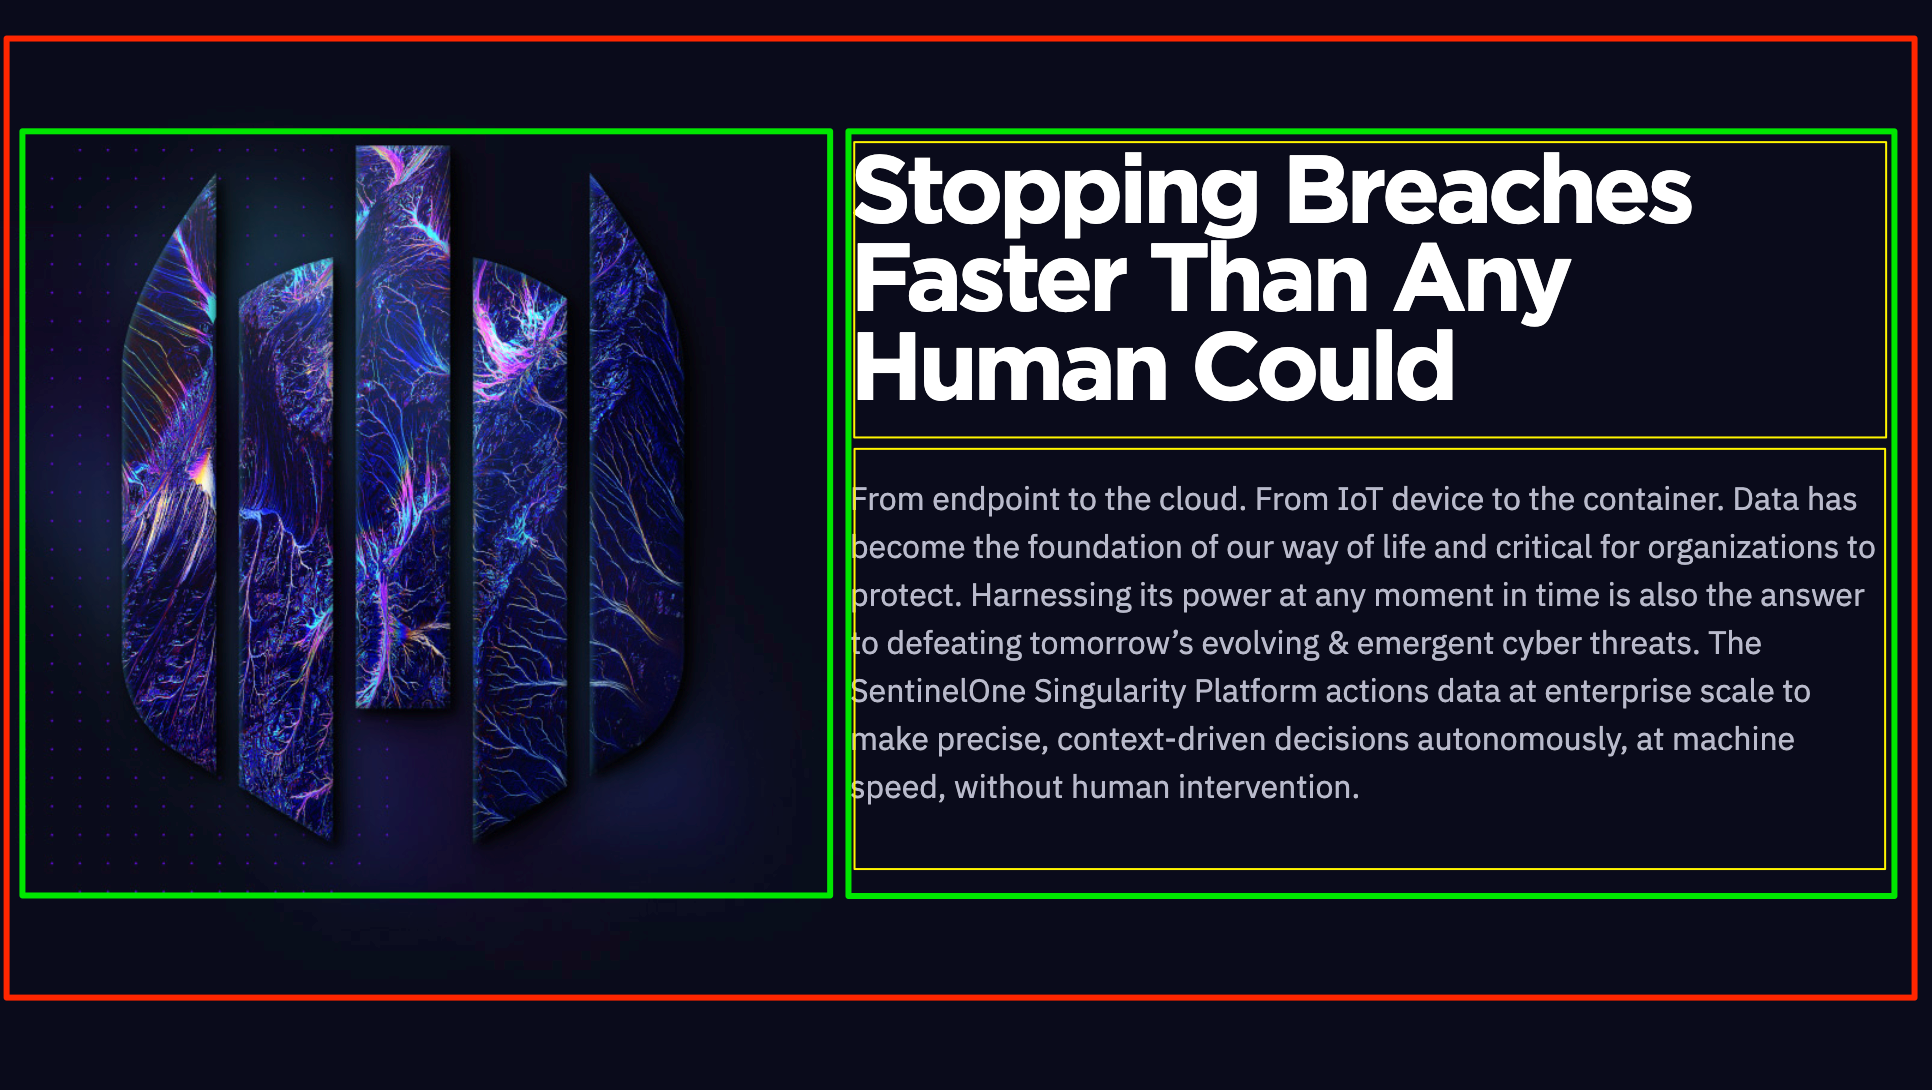 Stopping Breaches
Faster Than Any
Human Could
From endpoint to the cloud. From IoT device to the container. Data has
become the foundation of our way of life and critical for organizations to
protect. Harnessing its power at any moment in time is also the answer
to defeating tomorrow’s evolving & emergent cyber threats. The
SentinelOne Singularity Platform actions data at enterprise scale to
make precise, context-driven decisions autonomously, at machine
speed, without human intervention.